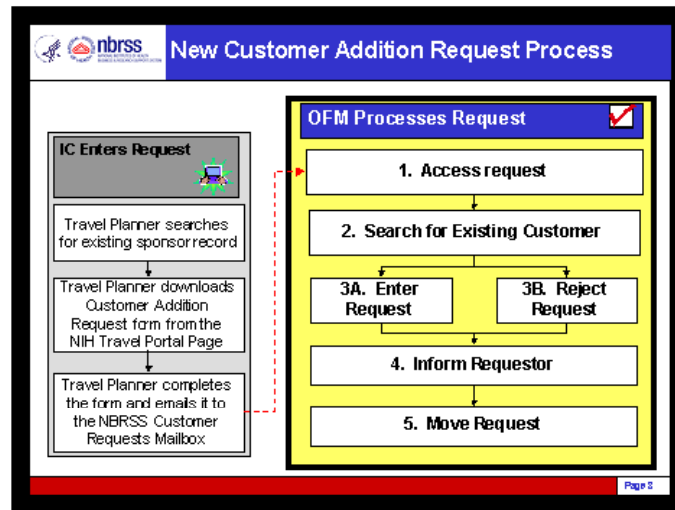 nbrss
New Customer Addition Request Process
IC Enters Request
Travel Planner searches
for existing sponsor record
Travel Planner downloads
Customer Addition
Request form from the
NIH Travel Portal Page
Travel Planner completes
the form and emails it to
the NBRSS Customer
Requests Mailbox
OFM Processes Request
1. Access request
2. Search for Existing Customer
3A. Enter
Request
3B. Reject
Request
4. Inform Requestor
5. Move Request
Page 2